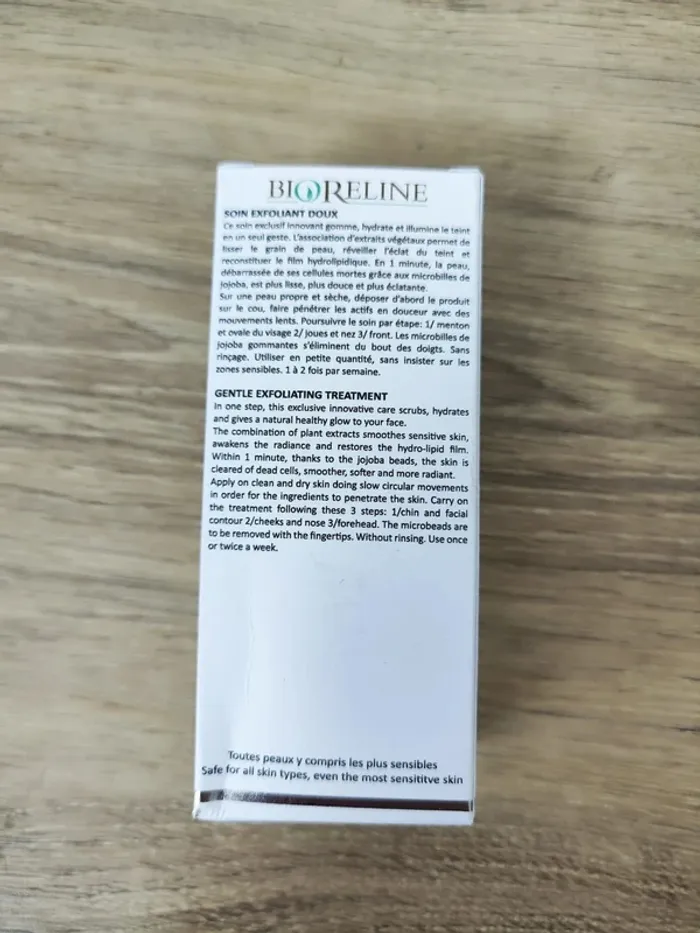 BIORELINE
SOIN EXFOLIANT DOUX
Ce soin exclusif innovant gomme, hydrate et illumine le teint
en un seul geste. L'association d'extraits végétaux permet de
lisser le grain de peau, réveiller l'éclat du teint et
reconstituer le film hydrolipidique. En 1 minute, la peau,
débarrassée de ses cellules mortes grâce aux microbilles de
jojoba, est plus lisse, plus douce et plus éclatante.
Sur une peau propre et sèche, déposer d'abord le produit
sur le cou, faire pénétrer les actifs en douceur avec des
mouvements lents. Poursuivre le soin par étape: 1/ menton
et ovale du visage 2/ joues et nez 3/ front. Les microbilles de
jojoba gommantes s'éliminent du bout des doigts. Sans
rinçage. Utiliser en petite quantité, sans insister sur les
zones sensibles. 1 à 2 fois par semaine.
GENTLE EXFOLIATING TREATMENT
In one step, this exclusive innovative care scrubs, hydrates
and gives a natural healthy glow to your face.
The combination of plant extracts smoothes sensitive skin,
awakens the radiance and restores the hydro-lipid film.
Within 1 minute, thanks to the jojoba beads, the skin is
cleared of dead cells, smoother, softer and more radiant.
Apply on clean and dry skin doing slow circular movements
in order for the ingredients to penetrate the skin. Carry on
the treatment following these 3 steps: 1/chin and facial
contour 2/cheeks and nose 3/forehead. The microbeads are
to be removed with the fingertips. Without rinsing. Use once
or twice a week.
Toutes peaux y compris les plus sensibles
Safe for all skin types, even the most sensititve skin